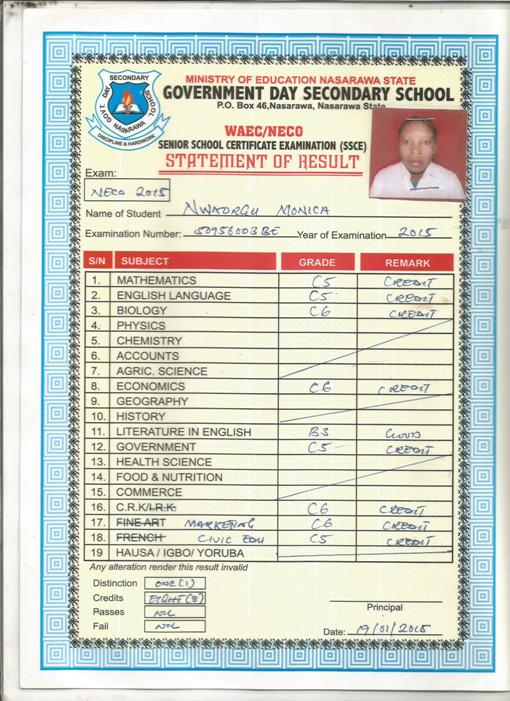 MINISTRY OF EDUCATION NASARAWA STATE
GOVERNMENT DAY SECONDARY SCHOOL
P.O. Box 46,Nasarawa, Nasarawa State
SECONDARY SCHOOL
GOVT. DAY
NASARAWA
DISCIPLINE & HARDWORK
WAEC/NECO
SENIOR SCHOOL CERTIFICATE EXAMINATION (SSCE)
STATEMENT OF RESULT
Exam:
NECO 2015
Name of Student NWAORGU MONICA
Examination Number: 50956003BE Year of Examination 2015
S/N SUBJECT GRADE REMARK
1. MATHEMATICS C5 CREDIT
2. ENGLISH LANGUAGE C5 CREDIT
3. BIOLOGY C6 CREDIT
4. PHYSICS
5. CHEMISTRY
6. ACCOUNTS
7. AGRIC. SCIENCE
8. ECONOMICS C6 CREDIT
9. GEOGRAPHY
10. HISTORY
11. LITERATURE IN ENGLISH B3
12. GOVERNMENT C5 CREDIT
13. HEALTH SCIENCE
14. FOOD & NUTRITION
15. COMMERCE
16. C.R.K/I.R.K. C6 CREDIT
17. FINE ART MARKETING C6 CREDIT
18. FRENCH CIVIC EDU C5 CREDIT
19 HAUSA / IGBO/ YORUBA
Any alteration render this result invalid
Distinction one (1)
Credits EIGHT (8)
Passes NIL
Fail NIL
Principal
Date: 19/01/2015